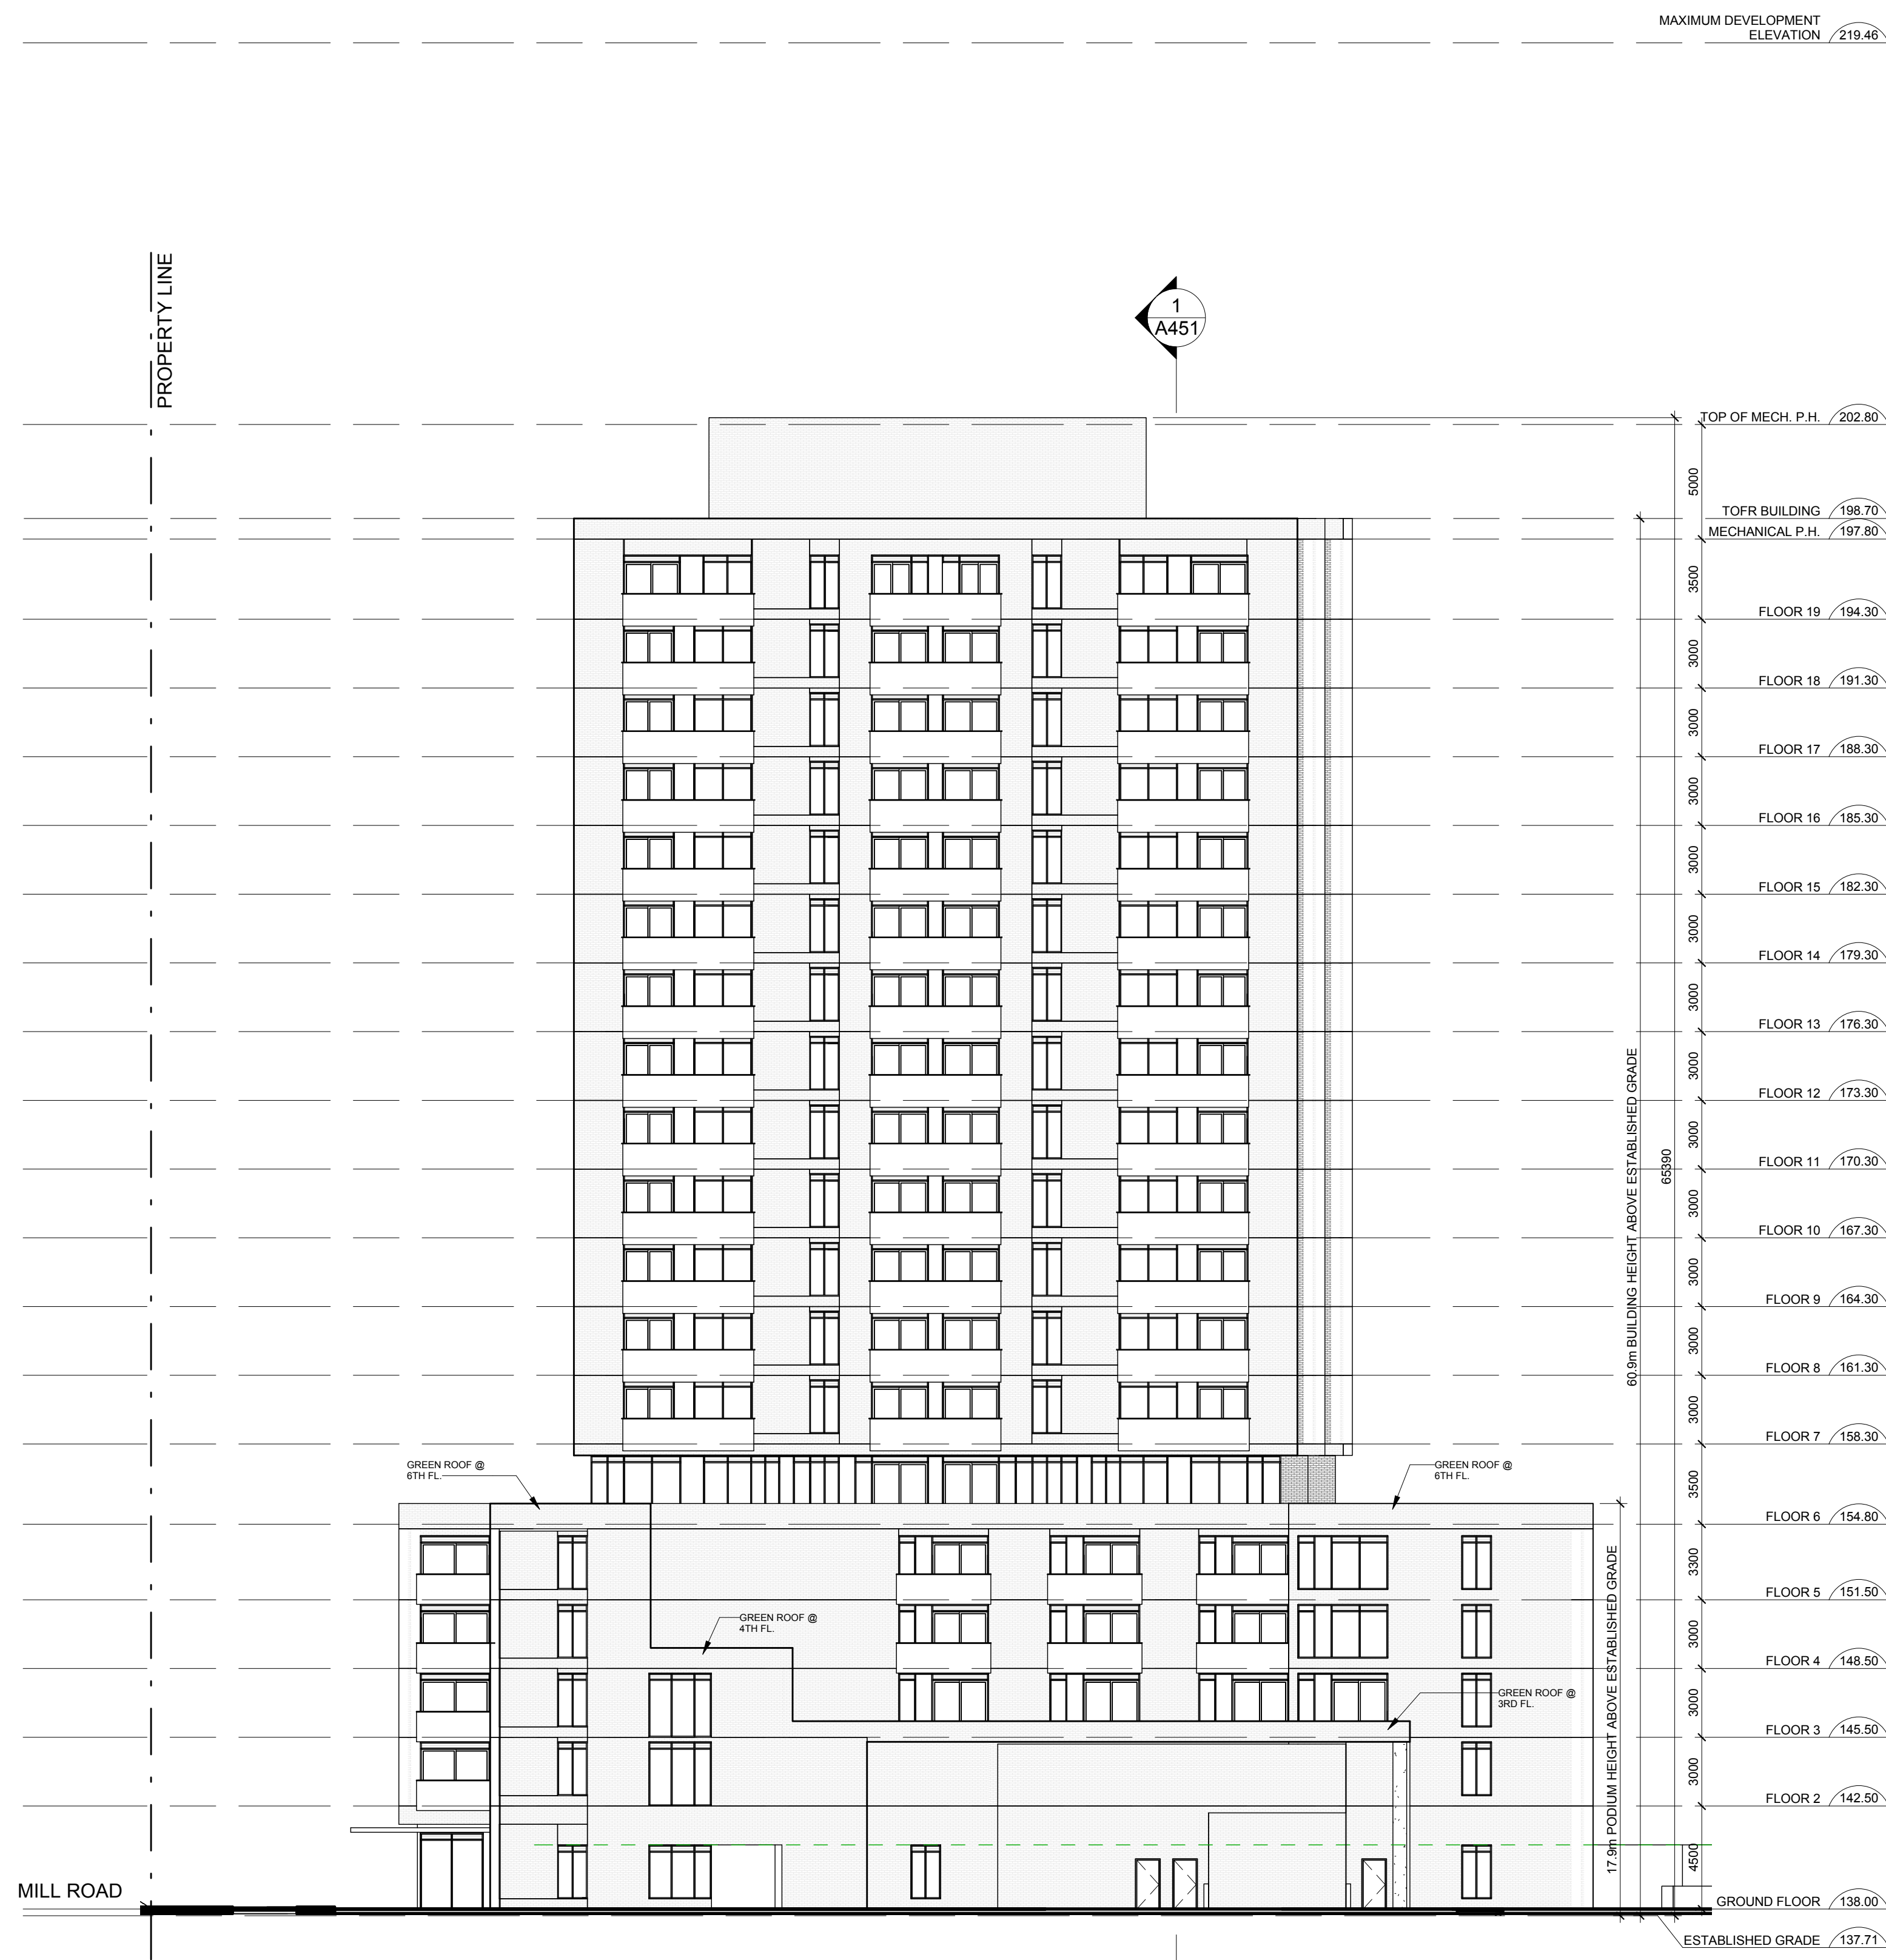 MAXIMUM DEVELOPMENT
ELEVATION 219.46
PROPERTY LINE
1
A451
TOP OF MECH. P.H. 202.80
5000
TOFR BUILDING 198.70
MECHANICAL P.H. 197.80
3500
FLOOR 19 194.30
3000
FLOOR 18 191.30
3000
FLOOR 17 188.30
3000
FLOOR 16 185.30
3000
FLOOR 15 182.30
3000
FLOOR 14 179.30
3000
FLOOR 13 176.30
3000
FLOOR 12 173.30
3000
FLOOR 11 170.30
3000
FLOOR 10 167.30
3000
FLOOR 9 164.30
3000
FLOOR 8 161.30
3000
FLOOR 7 158.30
3500
FLOOR 6 154.80
3300
FLOOR 5 151.50
3000
FLOOR 4 148.50
3000
FLOOR 3 145.50
3000
FLOOR 2 142.50
4500
GROUND FLOOR 138.00
ESTABLISHED GRADE 137.71
60.9m BUILDING HEIGHT ABOVE ESTABLISHED GRADE
65390
17.9m PODIUM HEIGHT ABOVE ESTABLISHED GRADE
GREEN ROOF @
6TH FL.
GREEN ROOF @
6TH FL.
GREEN ROOF @
4TH FL.
GREEN ROOF @
3RD FL.
MILL ROAD